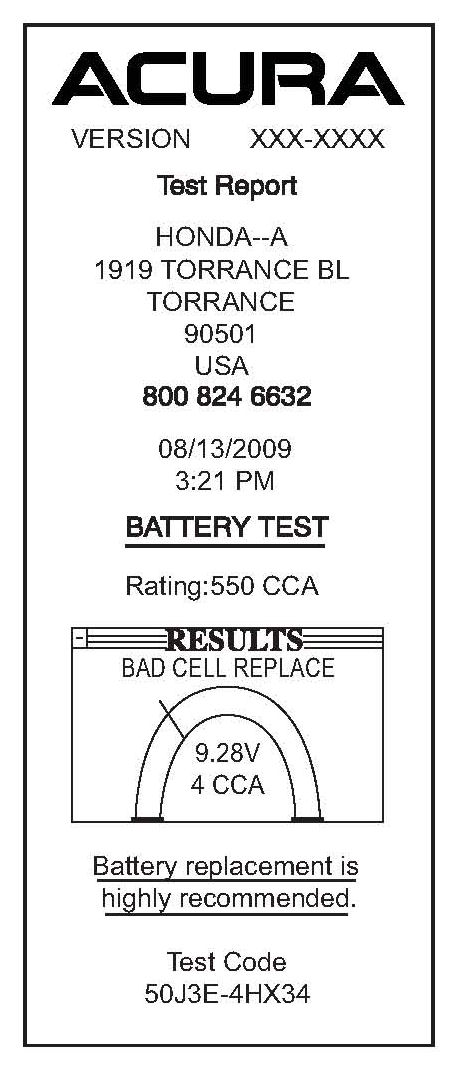 ACURA
VERSION XXX-XXXX
Test Report
HONDA--A
1919 TORRANCE BL
TORRANCE
90501
USA
800 824 6632
08/13/2009
3:21 PM
BATTERY TEST
Rating:550 CCA
RESULTS
BAD CELL REPLACE
9.28V
4 CCA
Battery replacement is
highly recommended.
Test Code
50J3E-4HX34